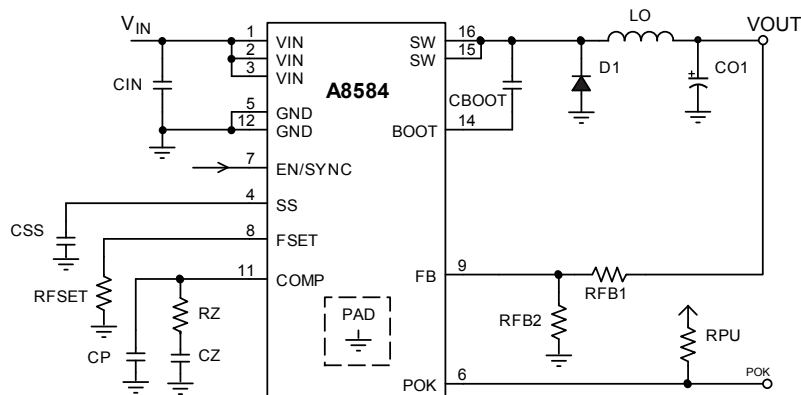 VIN
1
VIN
2
VIN
3
VIN
CIN
5
GND
12
GND
7
EN/SYNC
4
SS
CSS
8
FSET
RFSET
11
COMP
RZ
CP
CZ
A8584
PAD
16
SW
15
SW
LO
VOUT
D1
CO1
+
CBOOT
14
BOOT
9
FB
RFB1
RFB2
RPU
6
POK
POK